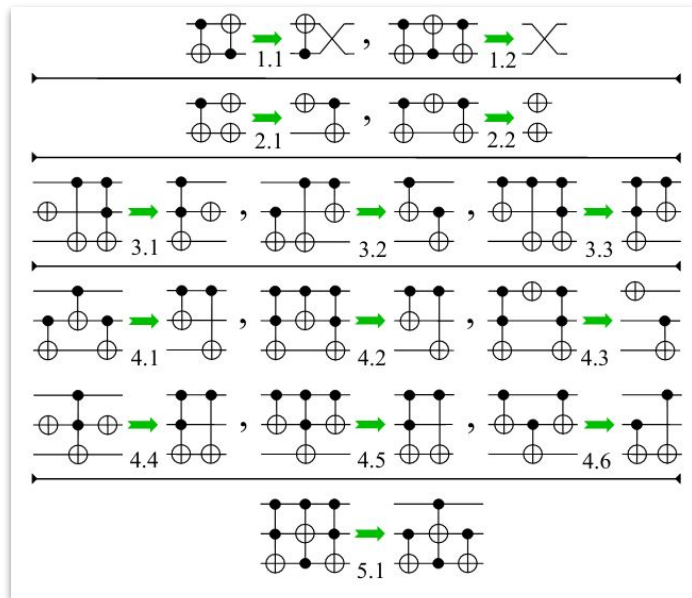 1.1 , 1.2
2.1 , 2.2
3.1 , 3.2 , 3.3
4.1 , 4.2 , 4.3
4.4 , 4.5 , 4.6
5.1